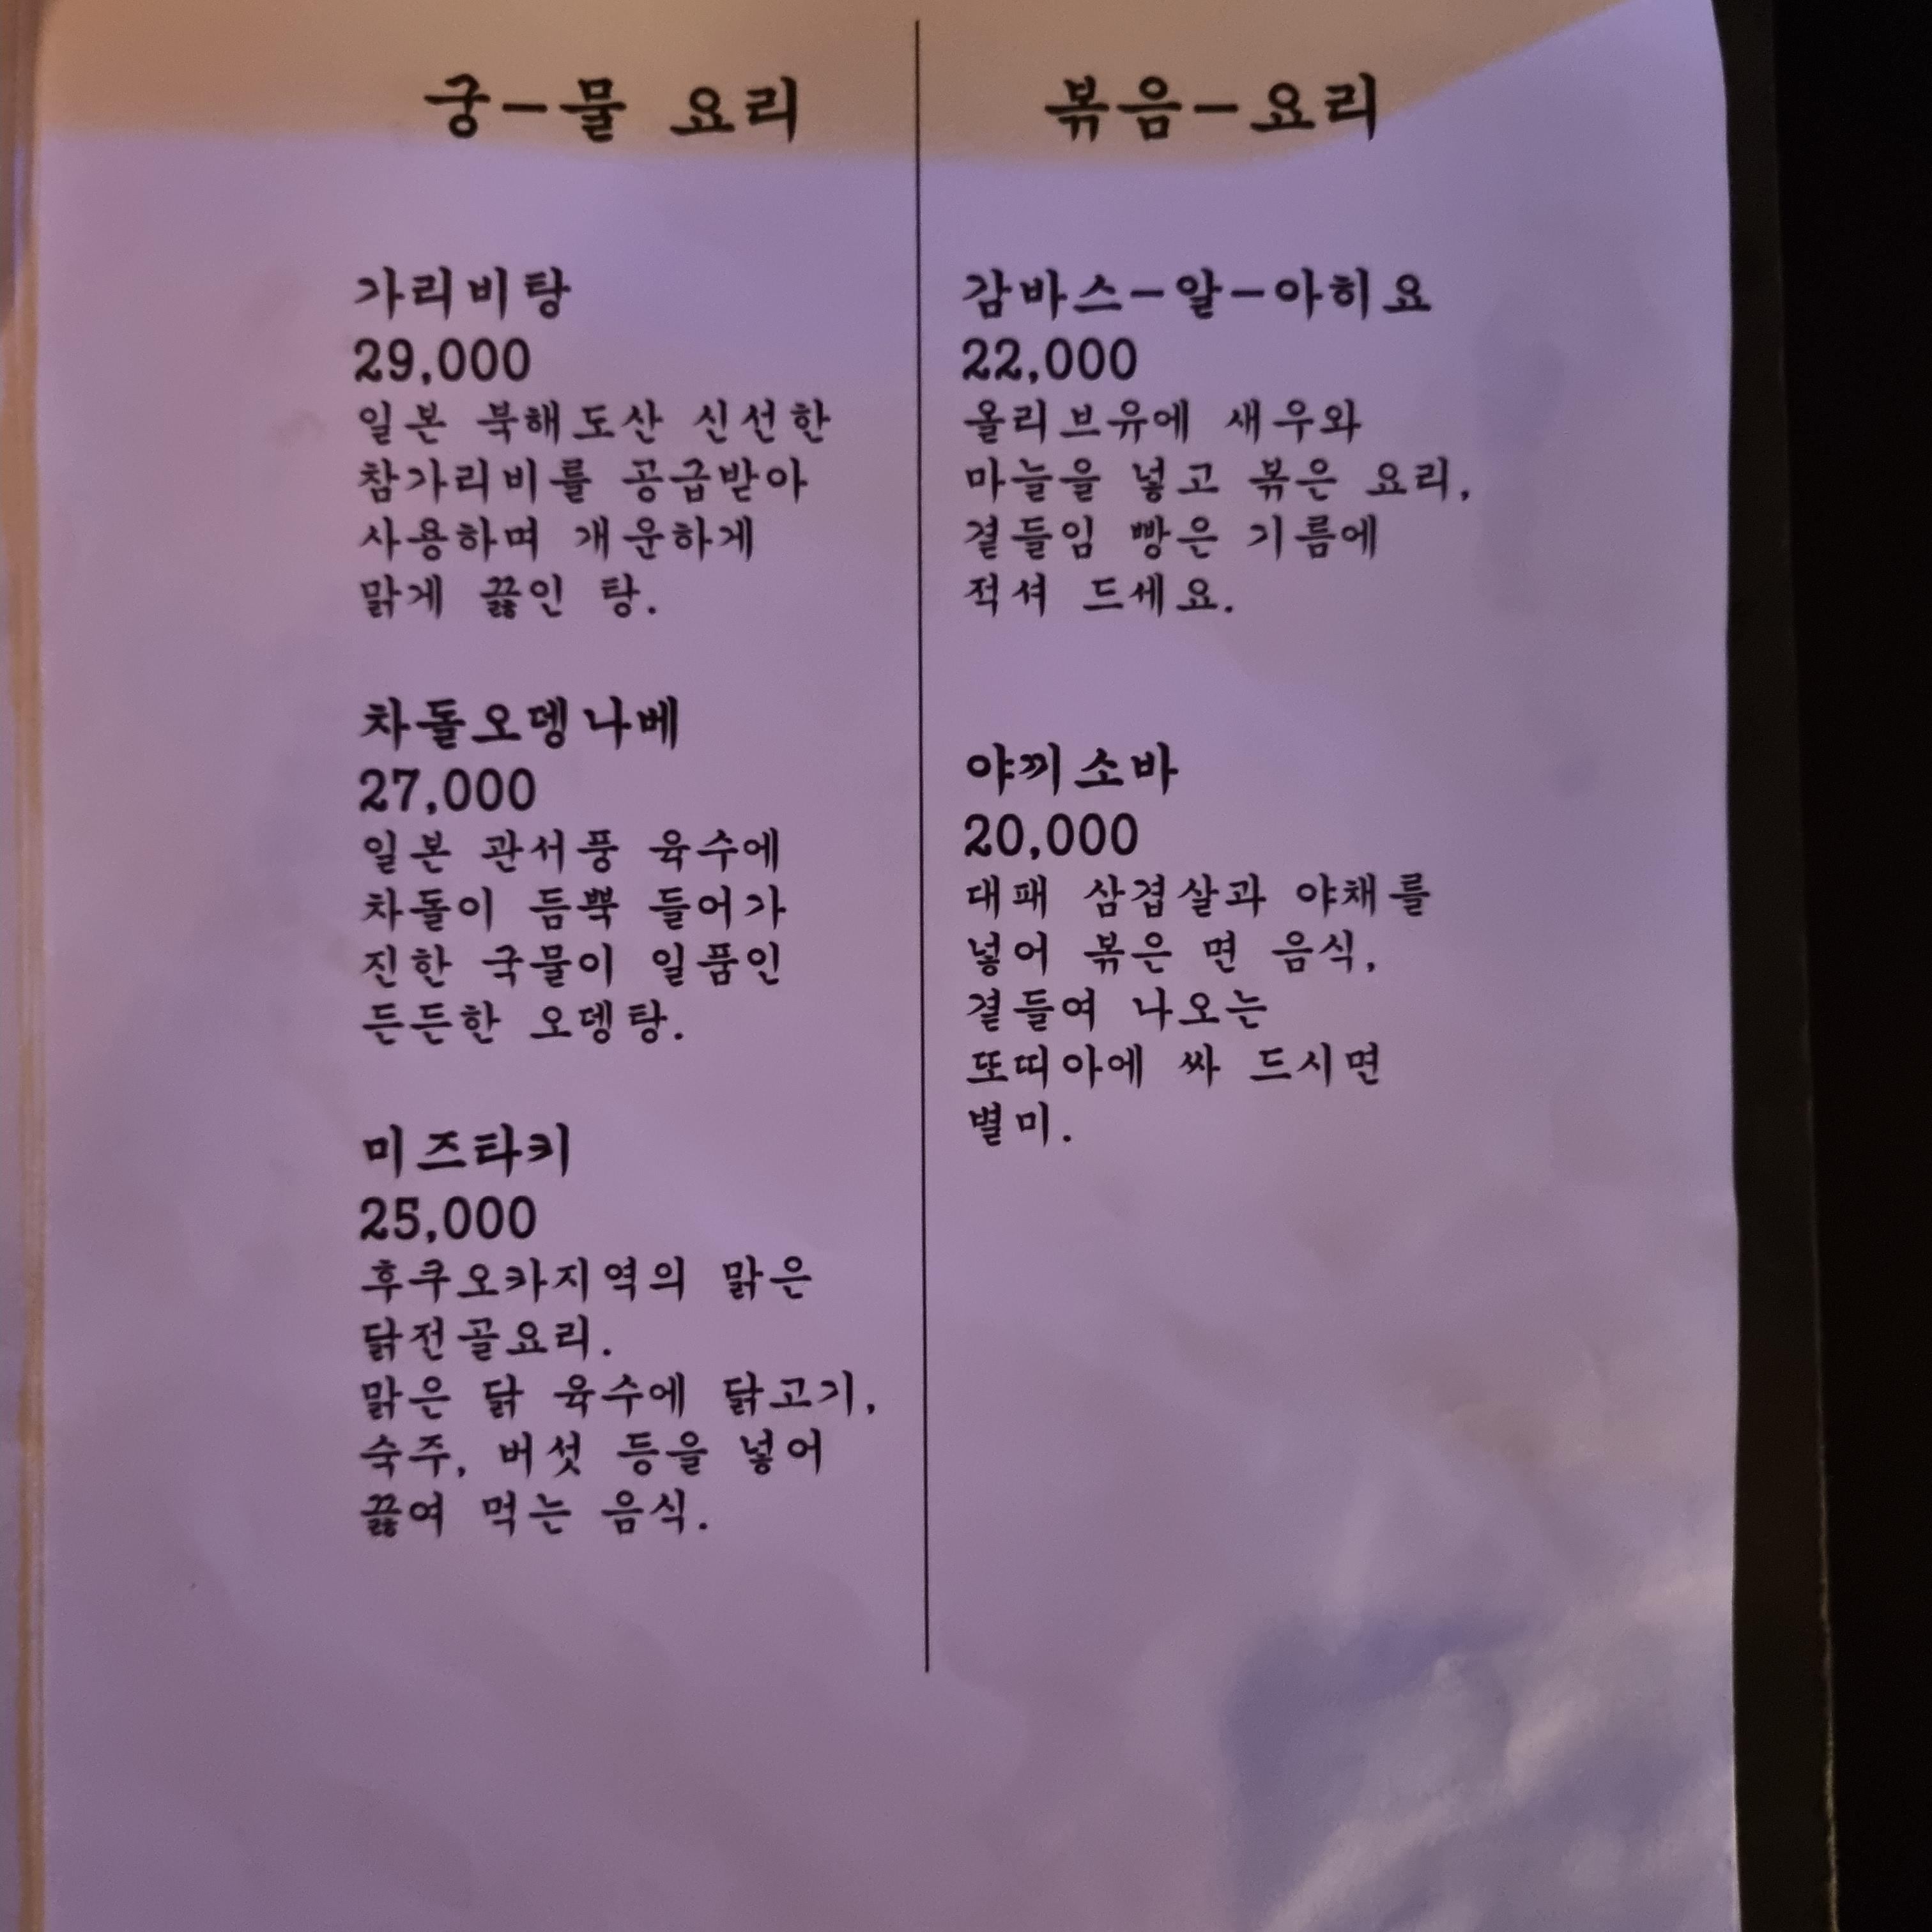 궁-물 요리
가리비탕
29,000
일본 북해도산 신선한
참가리비를 공급받아
사용하며 개운하게
맑게 끓인 탕.
차돌오뎅나베
27,000
일본 관서풍 육수에
차돌이 듬뿍 들어가
진한 국물이 일품인
든든한 오뎅탕.
미즈타키
25,000
후쿠오카지역의 맑은
닭전골요리.
맑은 닭 육수에 닭고기,
숙주, 버섯 등을 넣어
끓여 먹는 음식.
볶음-요리
감바스-알-아히요
22,000
올리브유에 새우와
마늘을 넣고 볶은 요리,
곁들임 빵은 기름에
적셔 드세요.
야끼소바
20,000
대패 삼겹살과 야채를
넣어 볶은 면 음식,
곁들여 나오는
또띠아에 싸 드시면
별미.